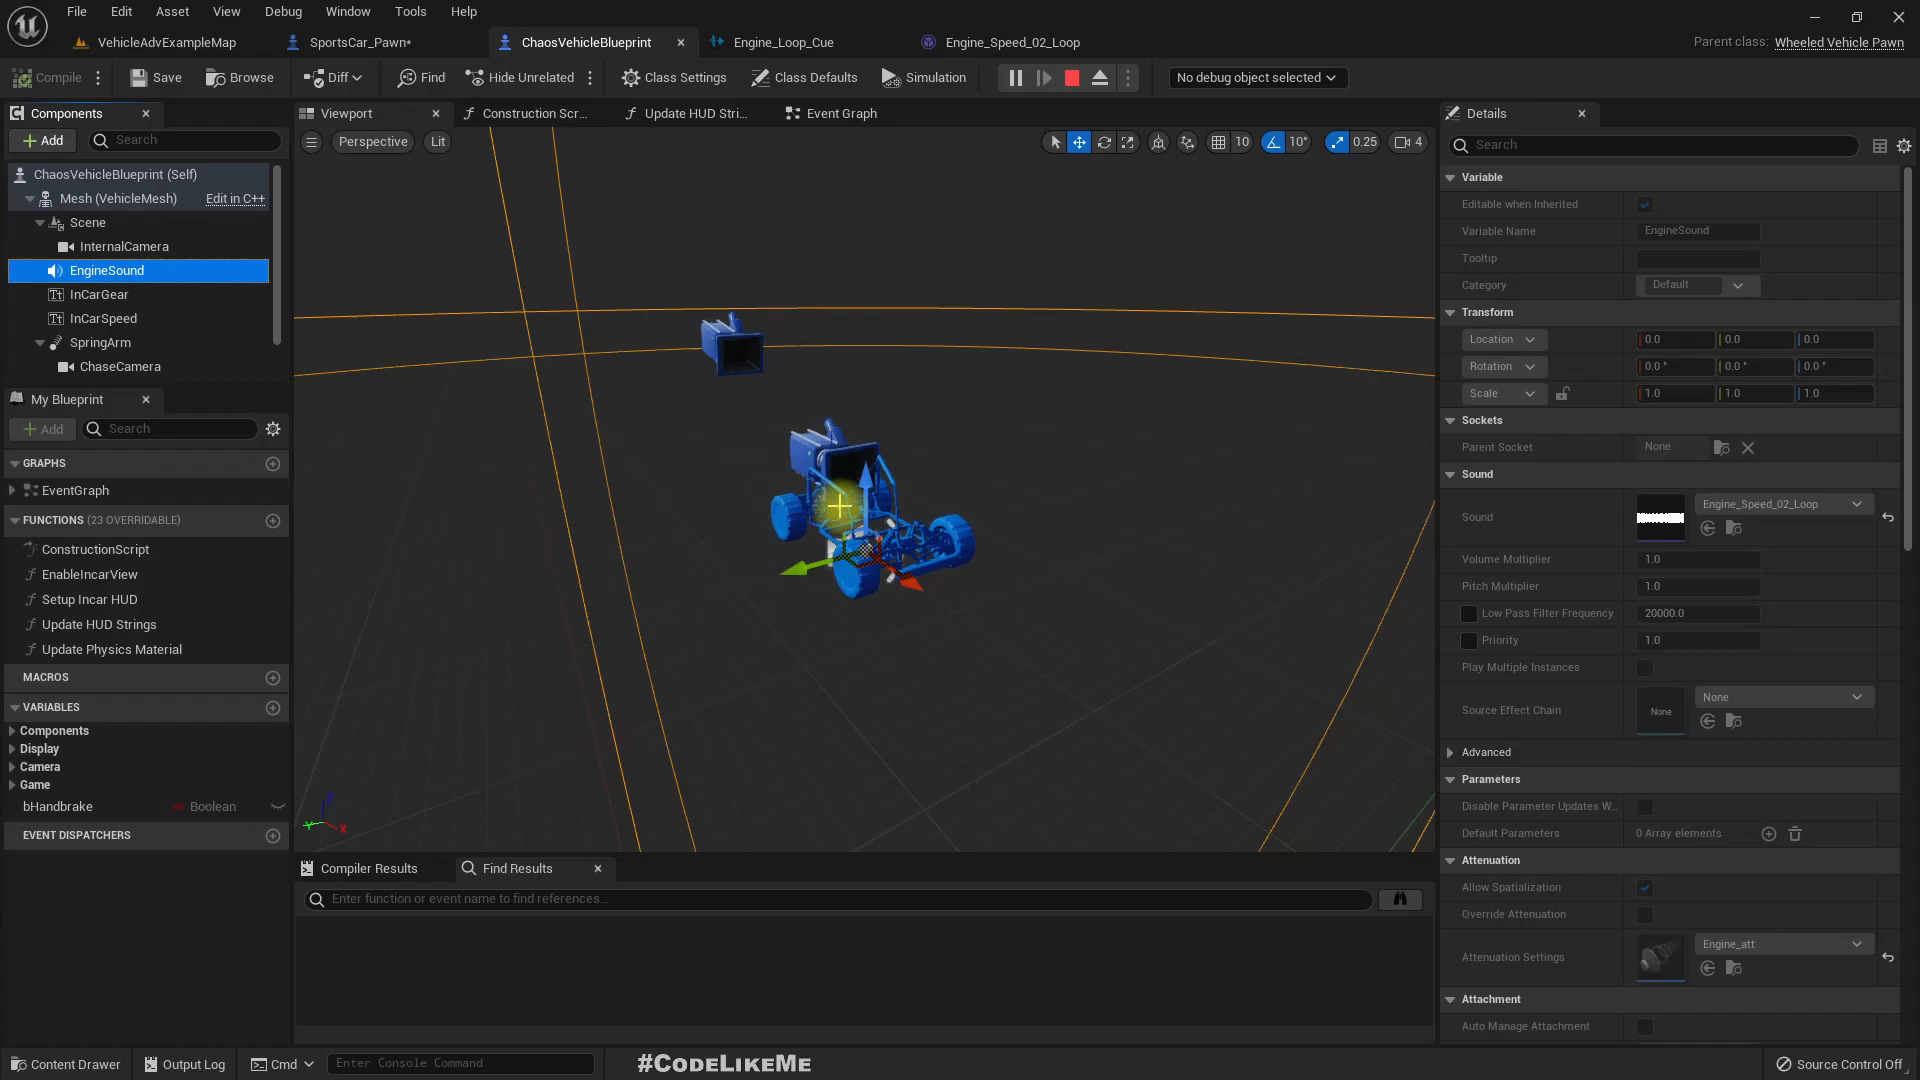 File Edit Asset View Debug Window Tools Help
VehicleAdvExampleMap SportsCar_Pawn* ChaosVehicleBlueprint Engine_Loop_Cue Engine_Speed_02_Loop Parent class: Wheeled Vehicle Pawn
Compile Save Browse Diff Find Hide Unrelated Class Settings Class Defaults Simulation No debug object selected
Components
Add Search
ChaosVehicleBlueprint (Self)
Mesh (VehicleMesh) Edit in C++
Scene
InternalCamera
EngineSound
InCarGear
InCarSpeed
SpringArm
ChaseCamera
My Blueprint
Add Search
GRAPHS
EventGraph
FUNCTIONS (23 OVERRIDABLE)
ConstructionScript
EnableIncarView
Setup Incar HUD
Update HUD Strings
Update Physics Material
MACROS
VARIABLES
Components
Display
Camera
Game
bHandbrake Boolean
EVENT DISPATCHERS
Viewport Construction Scr... Update HUD Stri... Event Graph
Perspective Lit 10 10° 0.25 4
Z
Y X
Compiler Results Find Results
Enter function or event name to find references...
Details
Search
Variable
Editable when Inherited
Variable Name EngineSound
Tooltip
Category Default
Transform
Location 0.0 0.0 0.0
Rotation 0.0 ° 0.0 ° 0.0 °
Scale 1.0 1.0 1.0
Sockets
Parent Socket None
Sound
Sound Engine_Speed_02_Loop
Volume Multiplier 1.0
Pitch Multiplier 1.0
Low Pass Filter Frequency 20000.0
Priority 1.0
Play Multiple Instances
Source Effect Chain None None
Advanced
Parameters
Disable Parameter Updates W...
Default Parameters 0 Array elements
Attenuation
Allow Spatialization
Override Attenuation
Attenuation Settings Engine_att
Attachment
Auto Manage Attachment
Content Drawer Output Log Cmd Enter Console Command #CodeLikeMe Source Control Off